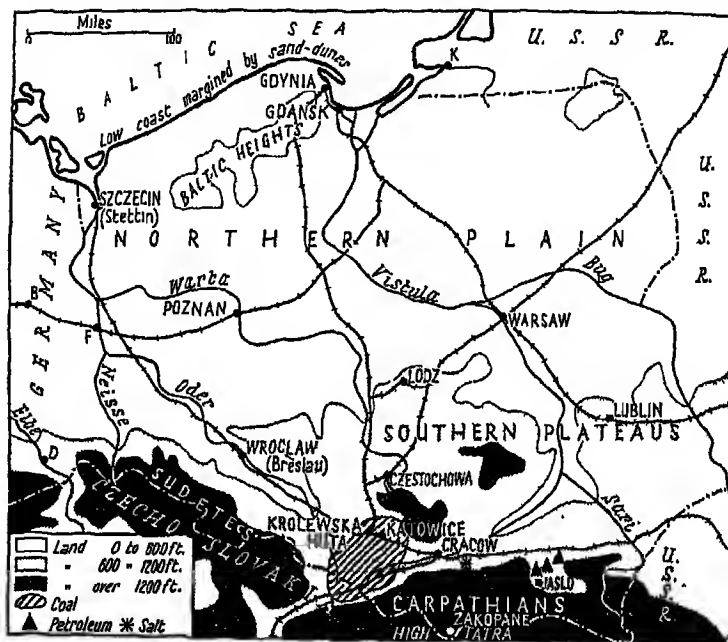 Miles
0
100
BALTIC SEA
Low coast margined by sand-dunes
U. S. S. R.
K
GDYNIA
GDAŃSK
BALTIC HEIGHTS
SZCZECIN
(Stettin)
NORTHERN PLAIN
U. S. S. R.
GERMANY
B
F
Warta
POZNAN
Vistula
Bug
WARSAW
Neisse
Oder
LODZ
LUBLIN
Elbe
D
WROCLAW
(Breslau)
SOUTHERN PLATEAUS
CZESTOCHOWA
San
SUDETES
CZECHO-SLOVAKIA
KROLEWSKA
HUTA
KATOWICE
CRACOW
JASLO
U. S. S. R.
CARPATHIANS
ZAKOPANE
HIGH TATRA
Land 0 to 600 ft.
" 600 " 1200 ft.
" over 1200 ft.
Coal
Petroleum Salt